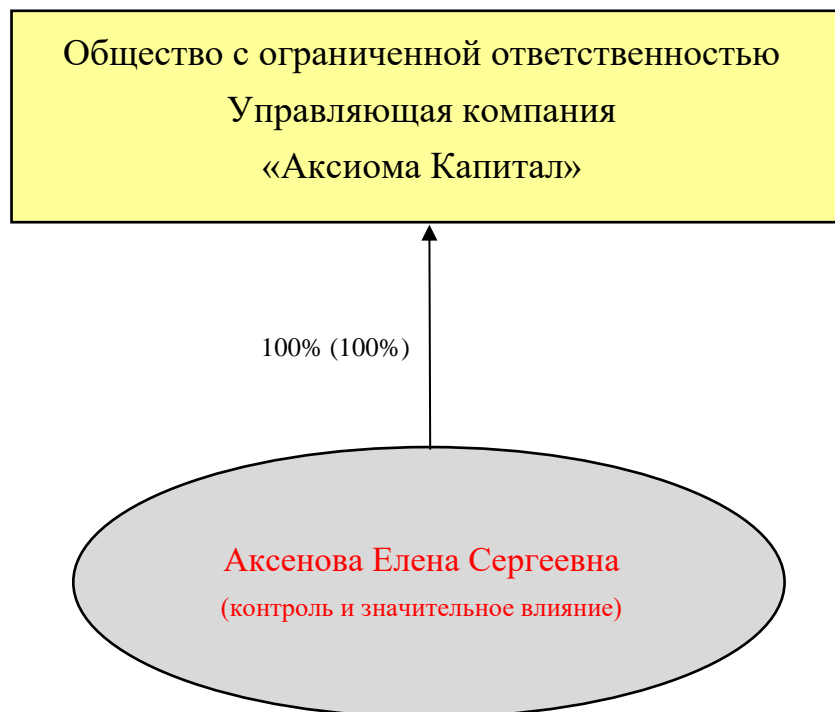 Общество с ограниченной ответственностью
Управляющая компания
«Аксиома Капитал»
100% (100%)
Аксенова Елена Сергеевна
(контроль и значительное влияние)